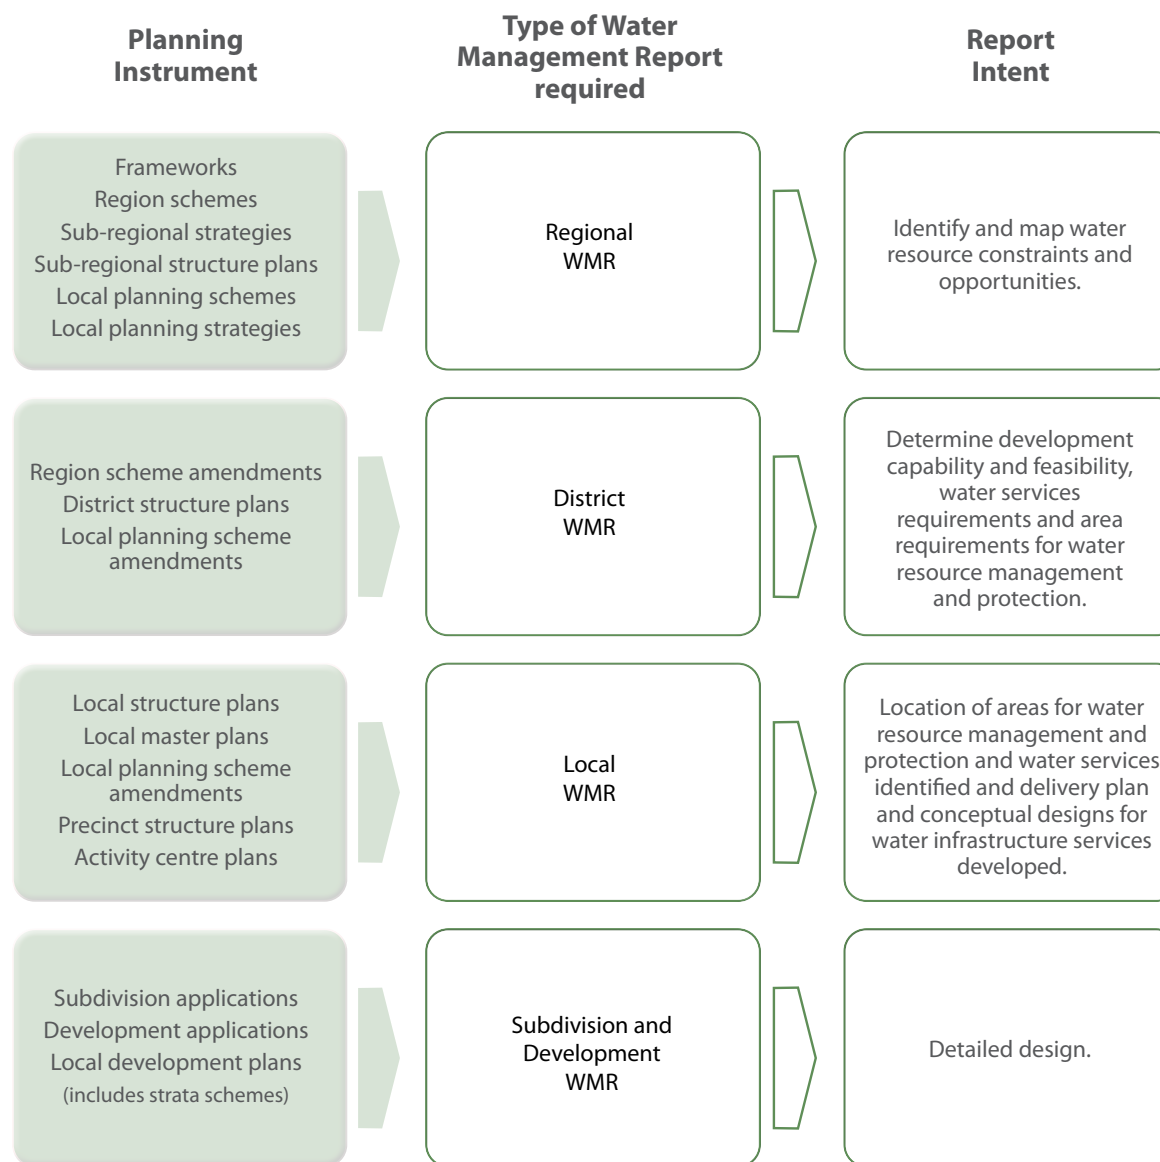 Planning
Instrument
Type of Water
Management Report
required
Report
Intent
Frameworks
Region schemes
Sub-regional strategies
Sub-regional structure plans
Local planning schemes
Local planning strategies
Regional
WMR
Identify and map water
resource constraints and
opportunities.
Region scheme amendments
District structure plans
Local planning scheme
amendments
District
WMR
Determine development
capability and feasibility,
water services
requirements and area
requirements for water
resource management
and protection.
Local structure plans
Local master plans
Local planning scheme
amendments
Precinct structure plans
Activity centre plans
Local
WMR
Location of areas for water
resource management and
protection and water services
identified and delivery plan
and conceptual designs for
water infrastructure services
developed.
Subdivision applications
Development applications
Local development plans
(includes strata schemes)
Subdivision and
Development
WMR
Detailed design.